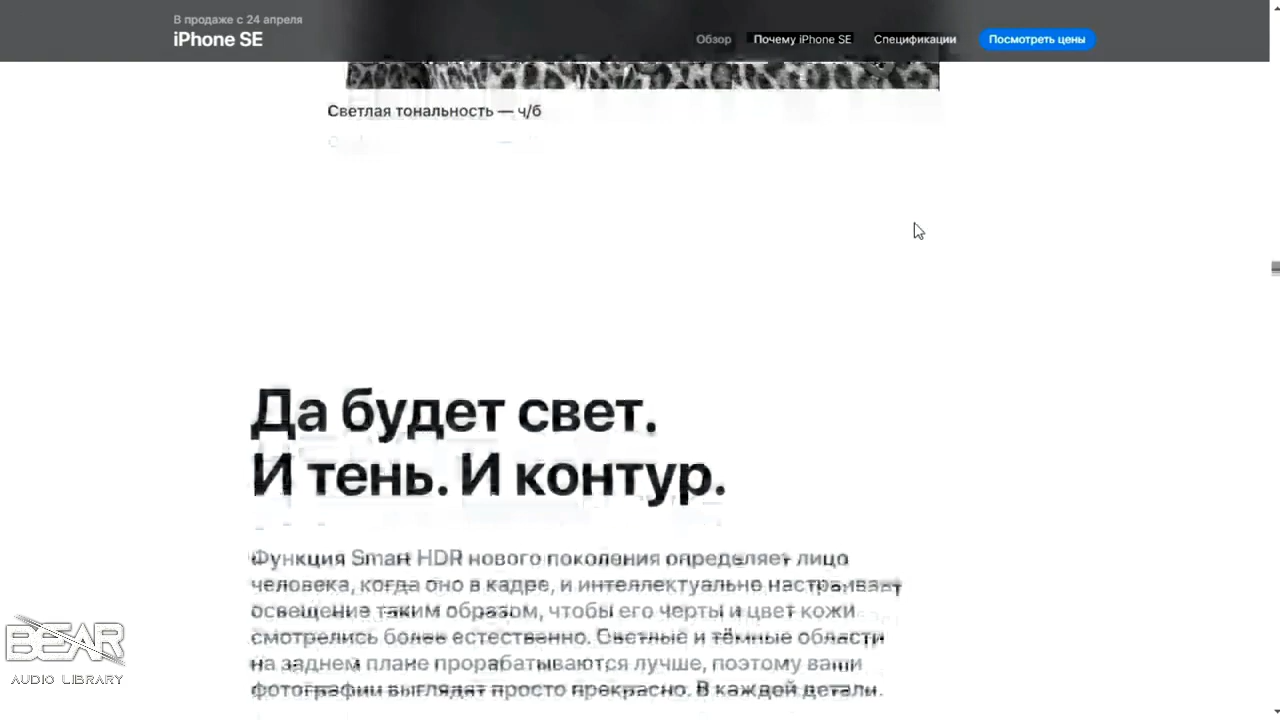 В продаже с 24 апреля
iPhone SE
Обзор
Почему iPhone SE
Спецификации
Посмотреть цены
Светлая тональность — ч/б
Да будет свет.
И тень. И контур.
Функция Smart HDR нового поколения определяет лицо
человека, когда оно в кадре, и интеллектуально настраивает
освещение таким образом, чтобы его черты и цвет кожи
смотрелись более естественно. Светлые и тёмные области
на заднем плане прорабатываются лучше, поэтому ваши
фотографии выглядят просто прекрасно. В каждой детали.
BEAR
AUDIO LIBRARY